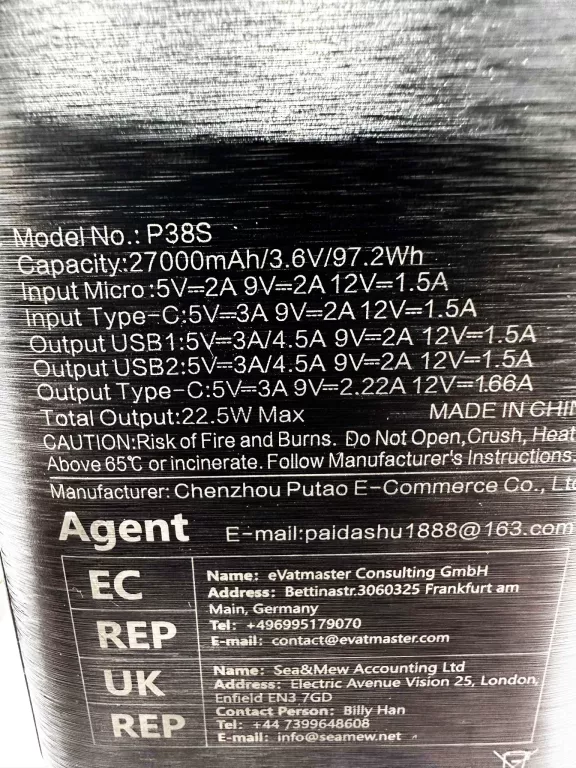 Model No.: P38S
Capacity:27000mAh/3.6V/97.2Wh
Input Micro:5V⎓2A 9V⎓2A 12V⎓1.5A
Input Type-C:5V⎓3A 9V⎓2A 12V⎓1.5A
Output USB1:5V⎓3A/4.5A 9V⎓2A 12V⎓1.5A
Output USB2:5V⎓3A/4.5A 9V⎓2A 12V⎓1.5A
Output Type-C:5V⎓3A 9V⎓2.22A 12V⎓1.66A
Total Output:22.5W Max MADE IN CHIN
CAUTION:Risk of Fire and Burns. Do Not Open,Crush, Heat
Above 65℃ or incinerate. Follow Manufacturer's Instructions.
Manufacturer: Chenzhou Putao E-Commerce Co., Ltd
Agent E-mail:paidashu1888@163.com
EC REP
Name: eVatmaster Consulting GmbH
Address: Bettinastr.3060325 Frankfurt am
Main, Germany
Tel: +496995179070
E-mail: contact@evatmaster.com
UK REP
Name: Sea&Mew Accounting Ltd
Address: Electric Avenue Vision 25, London,
Enfield EN3 7GD
Contact Person: Billy Han
Tel: +44 7399648608
E-mail: info@seamew.net